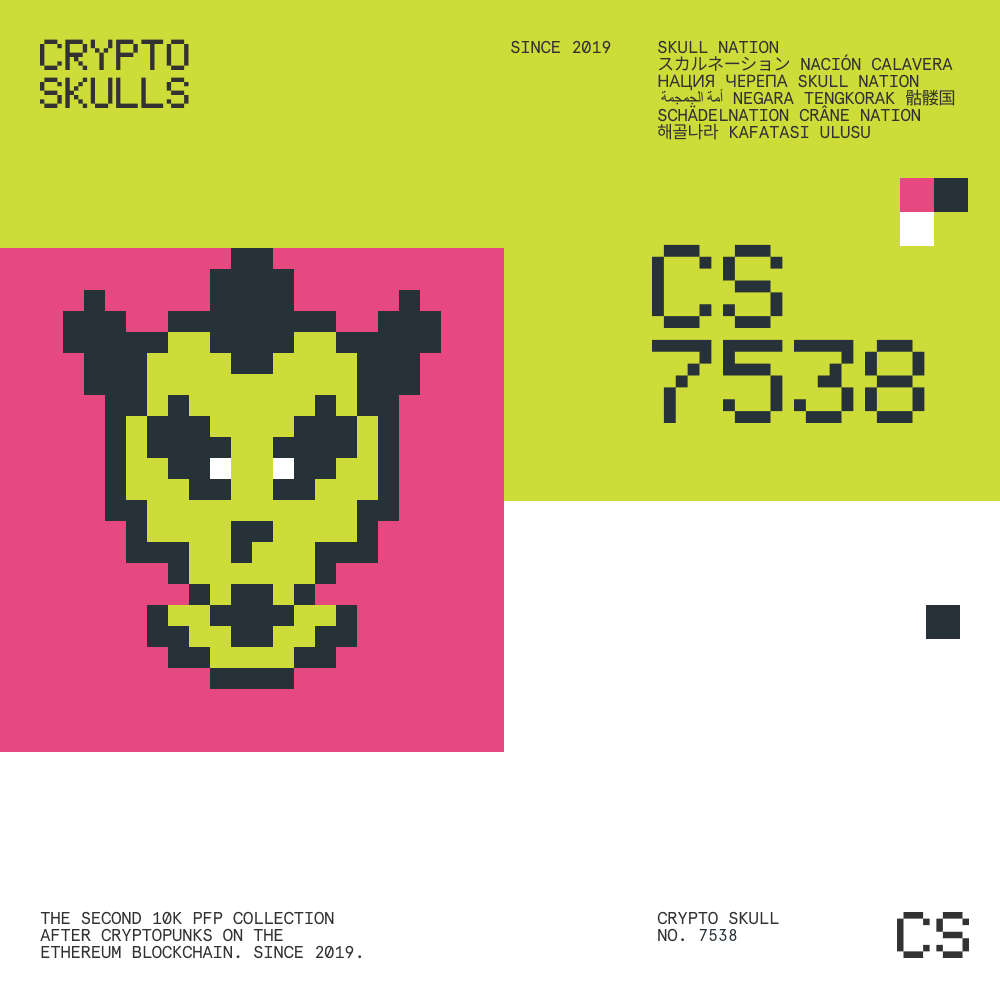 CRYPTO
SKULLS
SINCE 2019
SKULL NATION
スカルネーション NACIÓN CALAVERA
НАЦИЯ ЧЕРЕПА SKULL NATION
أمة الجمجمة NEGARA TENGKORAK 骷髅国
SCHÄDELNATION CRÂNE NATION
해골나라 KAFATASI ULUSU
CS
7538
THE SECOND 10K PFP COLLECTION
AFTER CRYPTOPUNKS ON THE
ETHEREUM BLOCKCHAIN. SINCE 2019.
CRYPTO SKULL
NO. 7538
CS